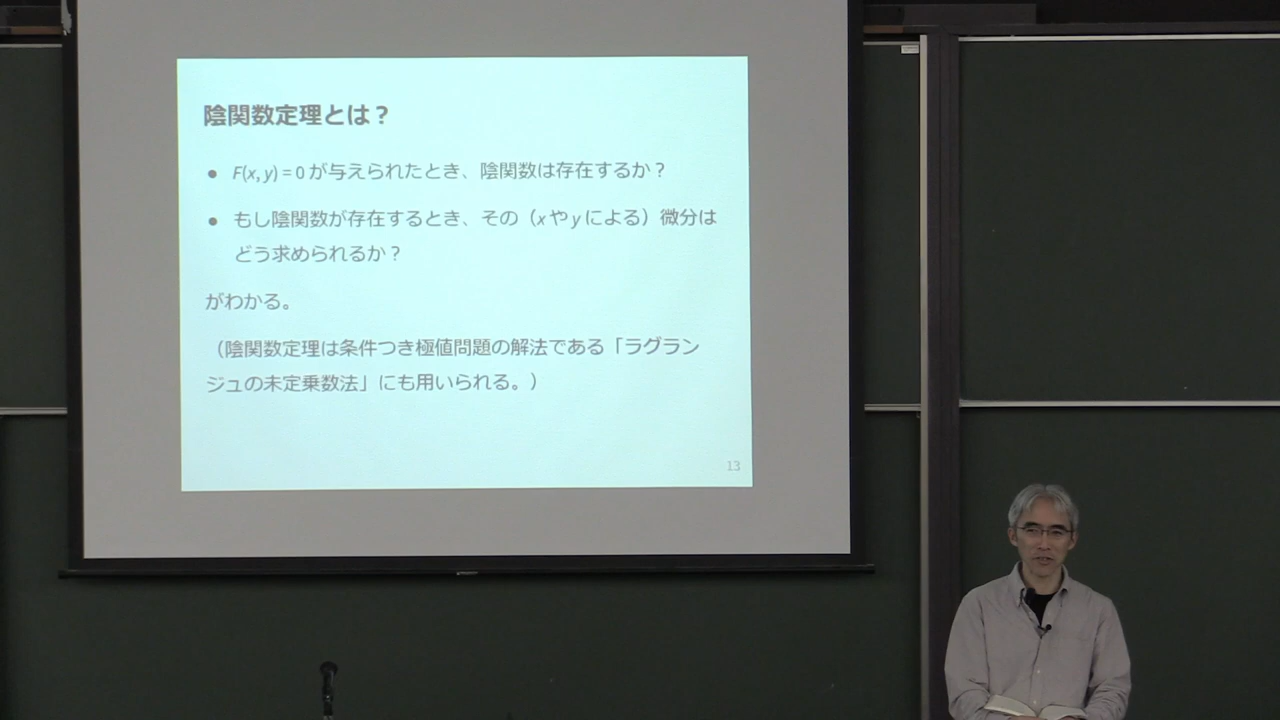 陰関数定理とは？
● F(x, y) = 0 が与えられたとき、陰関数は存在するか？
● もし陰関数が存在するとき、その（x や y による）微分は
どう求められるか？
がわかる。
（陰関数定理は条件つき極値問題の解法である「ラグラン
ジュの未定乗数法」にも用いられる。）
13